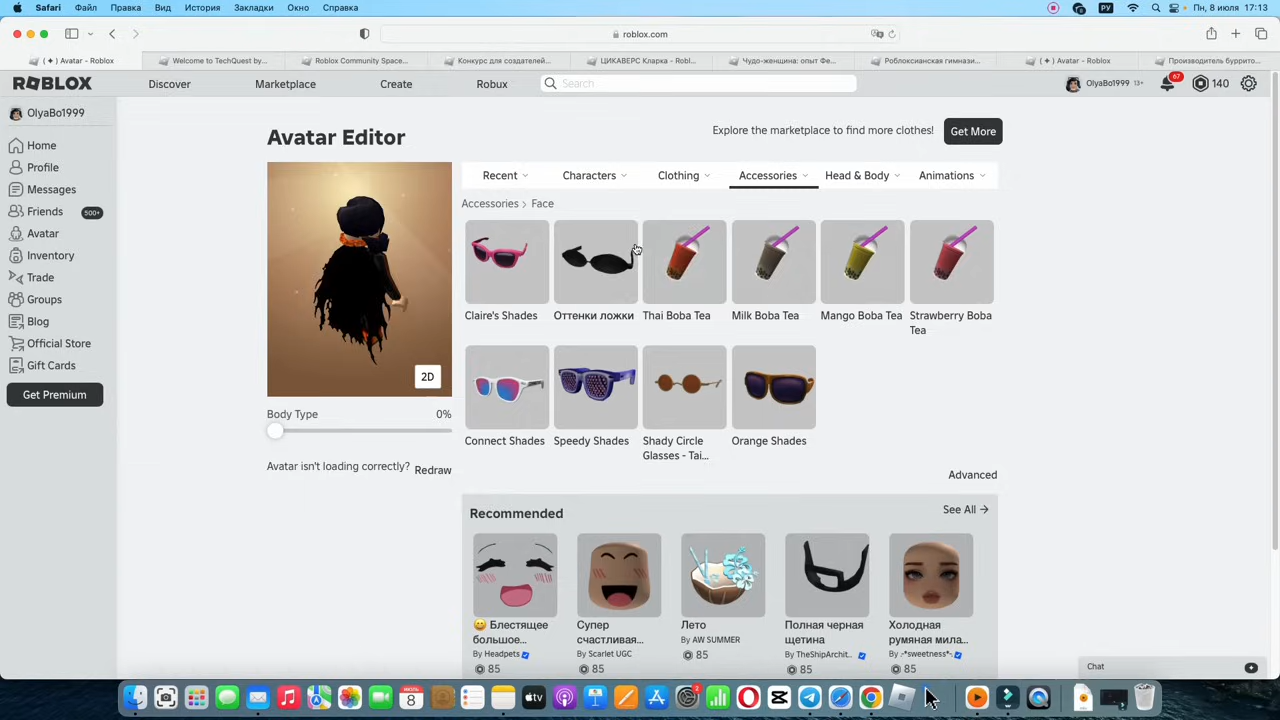 Safari Файл Правка Вид История Закладки Окно Справка РУ Пн, 8 июля 17:13
roblox.com
( ✦ ) Avatar - Roblox Welcome to TechQuest by... Roblox Community Space... Конкурс для создателей... ЦИКАВЕРС Кларка - Robl... Чудо-женщина: опыт Фе... Роблоксианская гимнази... ( ✦ ) Avatar - Roblox Производитель буррито...
ROBLOX Discover Marketplace Create Robux Search OlyaBo1999 13+ 67 140
OlyaBo1999
Home
Profile
Messages
Friends 500+
Avatar
Inventory
Trade
Groups
Blog
Official Store
Gift Cards
Get Premium
Avatar Editor
Explore the marketplace to find more clothes! Get More
2D
Body Type 0%
Avatar isn't loading correctly? Redraw
Recent Characters Clothing Accessories Head & Body Animations
Accessories > Face
Claire's Shades Оттенки ложки Thai Boba Tea Milk Boba Tea Mango Boba Tea Strawberry Boba
Tea
Connect Shades Speedy Shades Shady Circle Orange Shades
Glasses - Tai...
Advanced
Recommended See All →
😀 Блестящее Супер Лето Полная черная Холодная
большое... счастливая... By AW SUMMER щетина румяная мила...
By Headpets By Scarlet UGC 85 By TheShipArchit... By .·*sweetness*·.
85 85 85 85
Chat
ИЮЛЬ
8
2
tv